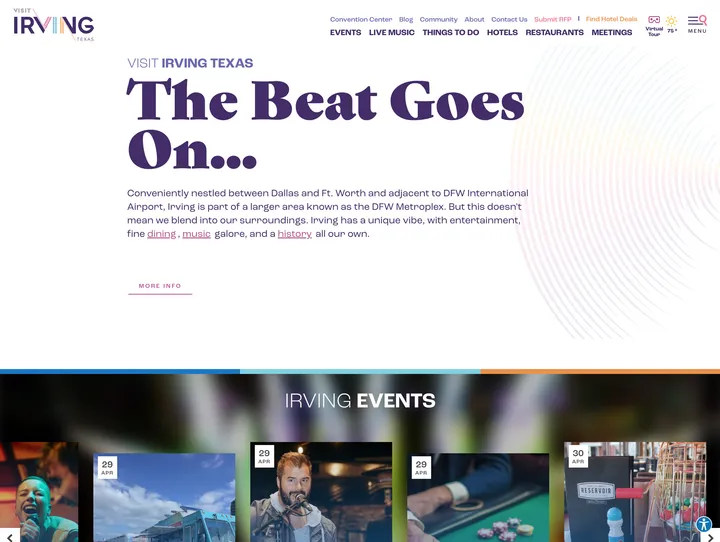 VISIT
IRVING
TEXAS
Convention Center Blog Community About Contact Us Submit RFP | Find Hotel Deals
EVENTS LIVE MUSIC THINGS TO DO HOTELS RESTAURANTS MEETINGS
Virtual
Tour
75 °
MENU
VISIT IRVING TEXAS
The Beat Goes
On...
Conveniently nestled between Dallas and Ft. Worth and adjacent to DFW International
Airport, Irving is part of a larger area known as the DFW Metroplex. But this doesn't
mean we blend into our surroundings. Irving has a unique vibe, with entertainment,
fine dining , music galore, and a history all our own.
MORE INFO
IRVING EVENTS
29
APR
29
APR
29
APR
30
APR
RESERVOIR